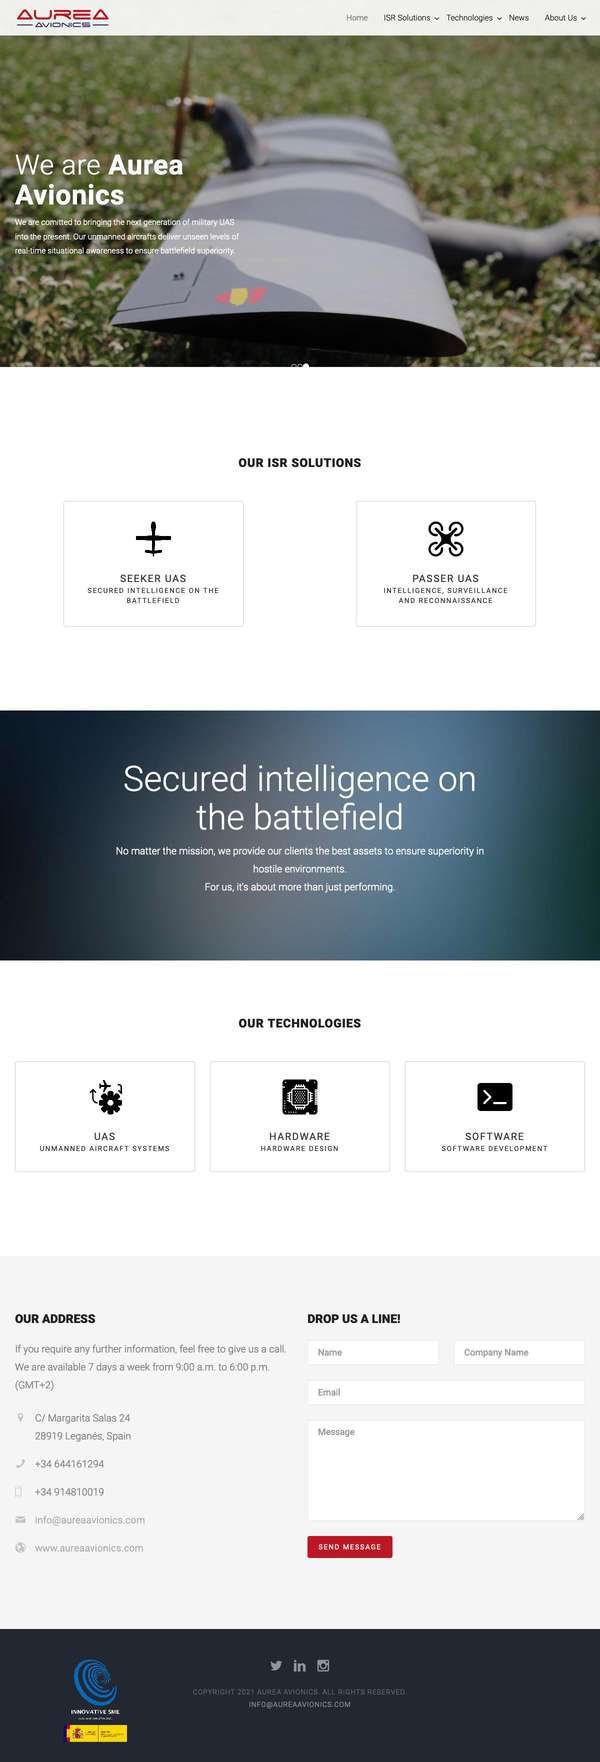 AUREA
AVIONICS
Home
ISR Solutions
Technologies
News
About Us
We are Aurea
Avionics
We are comitted to bringing the next generation of military UAS
into the present. Our unmanned aircrafts deliver unseen levels of
real-time situational awareness to ensure battlefield superiority.
OUR ISR SOLUTIONS
SEEKER UAS
SECURED INTELLIGENCE ON THE
BATTLEFIELD
PASSER UAS
INTELLIGENCE, SURVEILLANCE
AND RECONNAISSANCE
Secured intelligence on
the battlefield
No matter the mission, we provide our clients the best assets to ensure superiority in
hostile environments.
For us, it's about more than just performing.
OUR TECHNOLOGIES
UAS
UNMANNED AIRCRAFT SYSTEMS
HARDWARE
HARDWARE DESIGN
SOFTWARE
SOFTWARE DEVELOPMENT
OUR ADDRESS
If you require any further information, feel free to give us a call.
We are available 7 days a week from 9:00 a.m. to 6:00 p.m.
(GMT+2)
C/ Margarita Salas 24
28919 Leganés, Spain
+34 644161294
+34 914810019
info@aureaavionics.com
www.aureaavionics.com
DROP US A LINE!
Name
Company Name
Email
Message
SEND MESSAGE
INNOVATIVE SME
COPYRIGHT 2021 AUREA AVIONICS. ALL RIGHTS RESERVED.
INFO@AUREAAVIONICS.COM